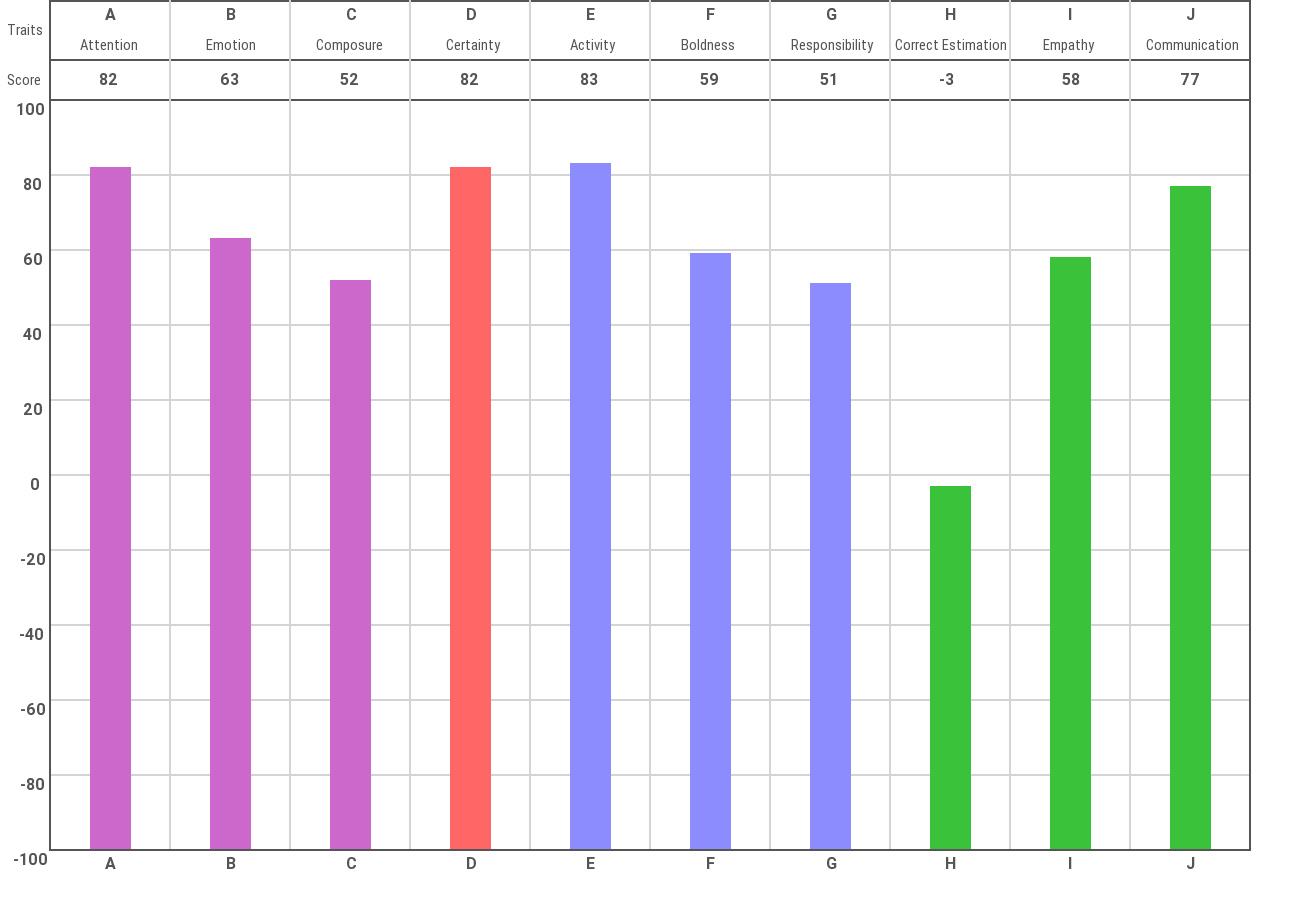 A B C D E F G H I J
Traits
Attention Emotion Composure Certainty Activity Boldness Responsibility Correct Estimation Empathy Communication
Score 82 63 52 82 83 59 51 -3 58 77
100
80
60
40
20
0
-20
-40
-60
-80
-100
A B C D E F G H I J